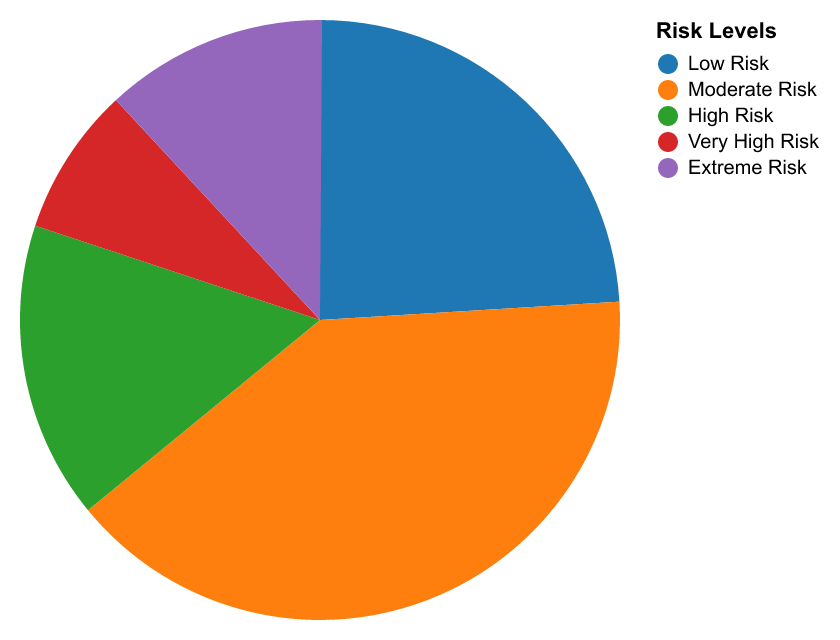 Risk Levels
Low Risk
Moderate Risk
High Risk
Very High Risk
Extreme Risk